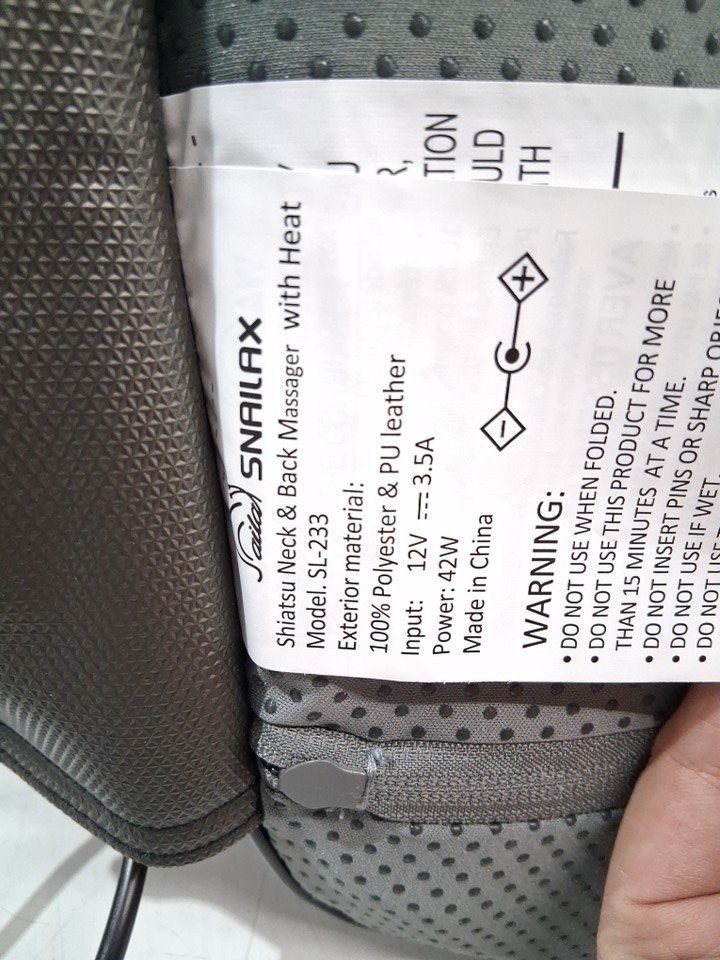 TION
ULD
TH
SNAILAX
Shiatsu Neck & Back Massager with Heat
Model. SL-233
Exterior material:
100% Polyester & PU leather
Input: 12V ⎓ 3.5A
Power: 42W
Made in China
- +
WARNING:
• DO NOT USE WHEN FOLDED.
• DO NOT USE THIS PRODUCT FOR MORE
THAN 15 MINUTES AT A TIME.
• DO NOT INSERT PINS OR SHARP
• DO NOT USE IF WET.
• DO NOT USE